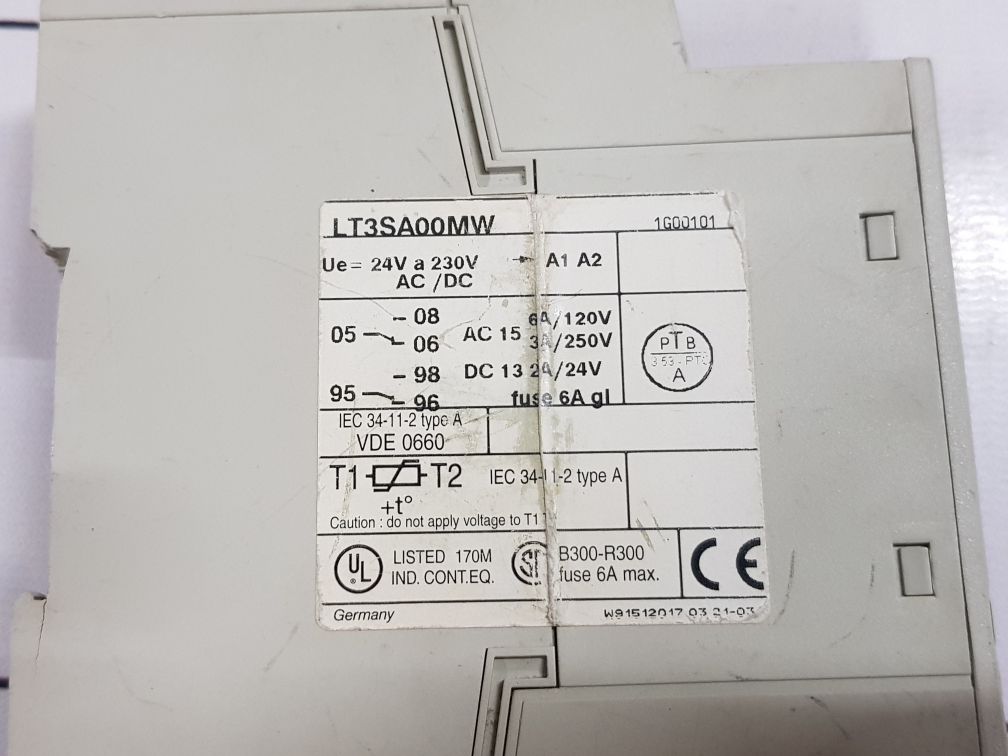 LT3SA00MW 1G00101
Ue = 24V à 230V → A1 A2
AC /DC
08
05 06 AC 15 6A/120V
3A/250V
98 DC 13 2A/24V
95 96 fuse 6A gl
PTB
A
IEC 34-11-2 type A
VDE 0660
T1 T2 IEC 34-11-2 type A
+t°
Caution : do not apply voltage to T1
UL LISTED 170M B300-R300 CE
IND. CONT.EQ. fuse 6A max.
Germany W91512017 03